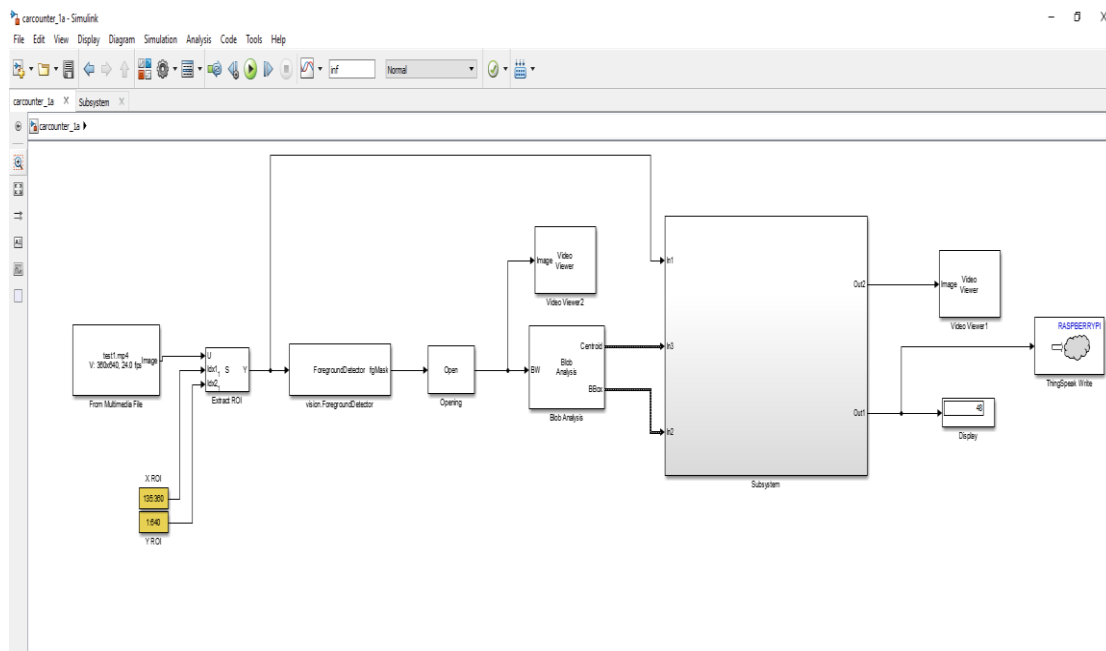 carcounter_1a - Simulink
File Edit View Display Diagram Simulation Analysis Code Tools Help
inf
Normal
carcounter_1a X
Subsystem X
carcounter_1a
Image
Video
Viewer
Video Viewer2
In1
Out2
Image
Video
Viewer
Video Viewer1
RASPBERRYPI
ThingSpeak Write
test1.mp4
V: 360x640, 24.0 fps
Image
From Multimedia File
U
Idx1
Idx2
S
Y
Extract ROI
ForegroundDetector fgMask
vision.ForegroundDetector
Open
Opening
BW
Blob
Analysis
Centroid
BBox
Blob Analysis
In3
In2
Out1
48
Display
Subsystem
X ROI
135:360
1:640
Y ROI